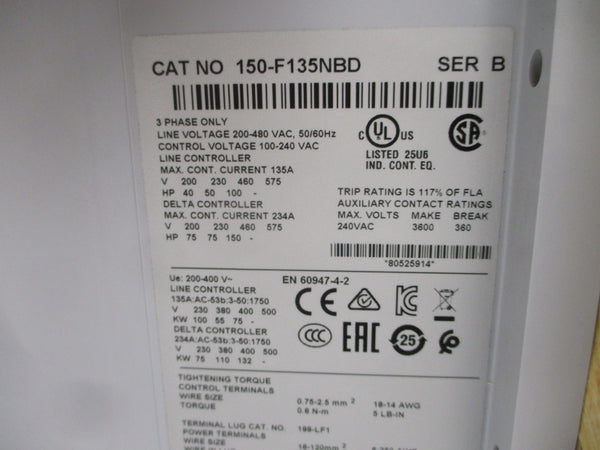 CAT NO 150-F135NBD SER B
3 PHASE ONLY
LINE VOLTAGE 200-480 VAC, 50/60Hz
CONTROL VOLTAGE 100-240 VAC
LINE CONTROLLER
MAX. CONT. CURRENT 135A
V 200 230 460 575
HP 40 50 100 -
DELTA CONTROLLER
MAX. CONT. CURRENT 234A
V 200 230 460 575
HP 75 75 150 -
C UL US
LISTED 25U6
IND. CONT. EQ.
SA
TRIP RATING IS 117% OF FLA
AUXILIARY CONTACT RATINGS
MAX. VOLTS MAKE BREAK
240VAC 3600 360
*80525914*
Ue: 200-400 V~
LINE CONTROLLER
135A:AC-53b:3-50:1750
V 230 380 400 500
KW 100 55 75 -
DELTA CONTROLLER
234A:AC-53b:3-50:1750
V 230 380 400 500
KW 75 110 132 -
EN 60947-4-2
CE
CCC EAC 25
TIGHTENING TORQUE
CONTROL TERMINALS
WIRE SIZE 0.75-2.5 mm 2 18-14 AWG
TORQUE 0.6 N-m 5 LB-IN
TERMINAL LUG CAT. NO. 199-LF1
POWER TERMINALS
WIRE SIZE